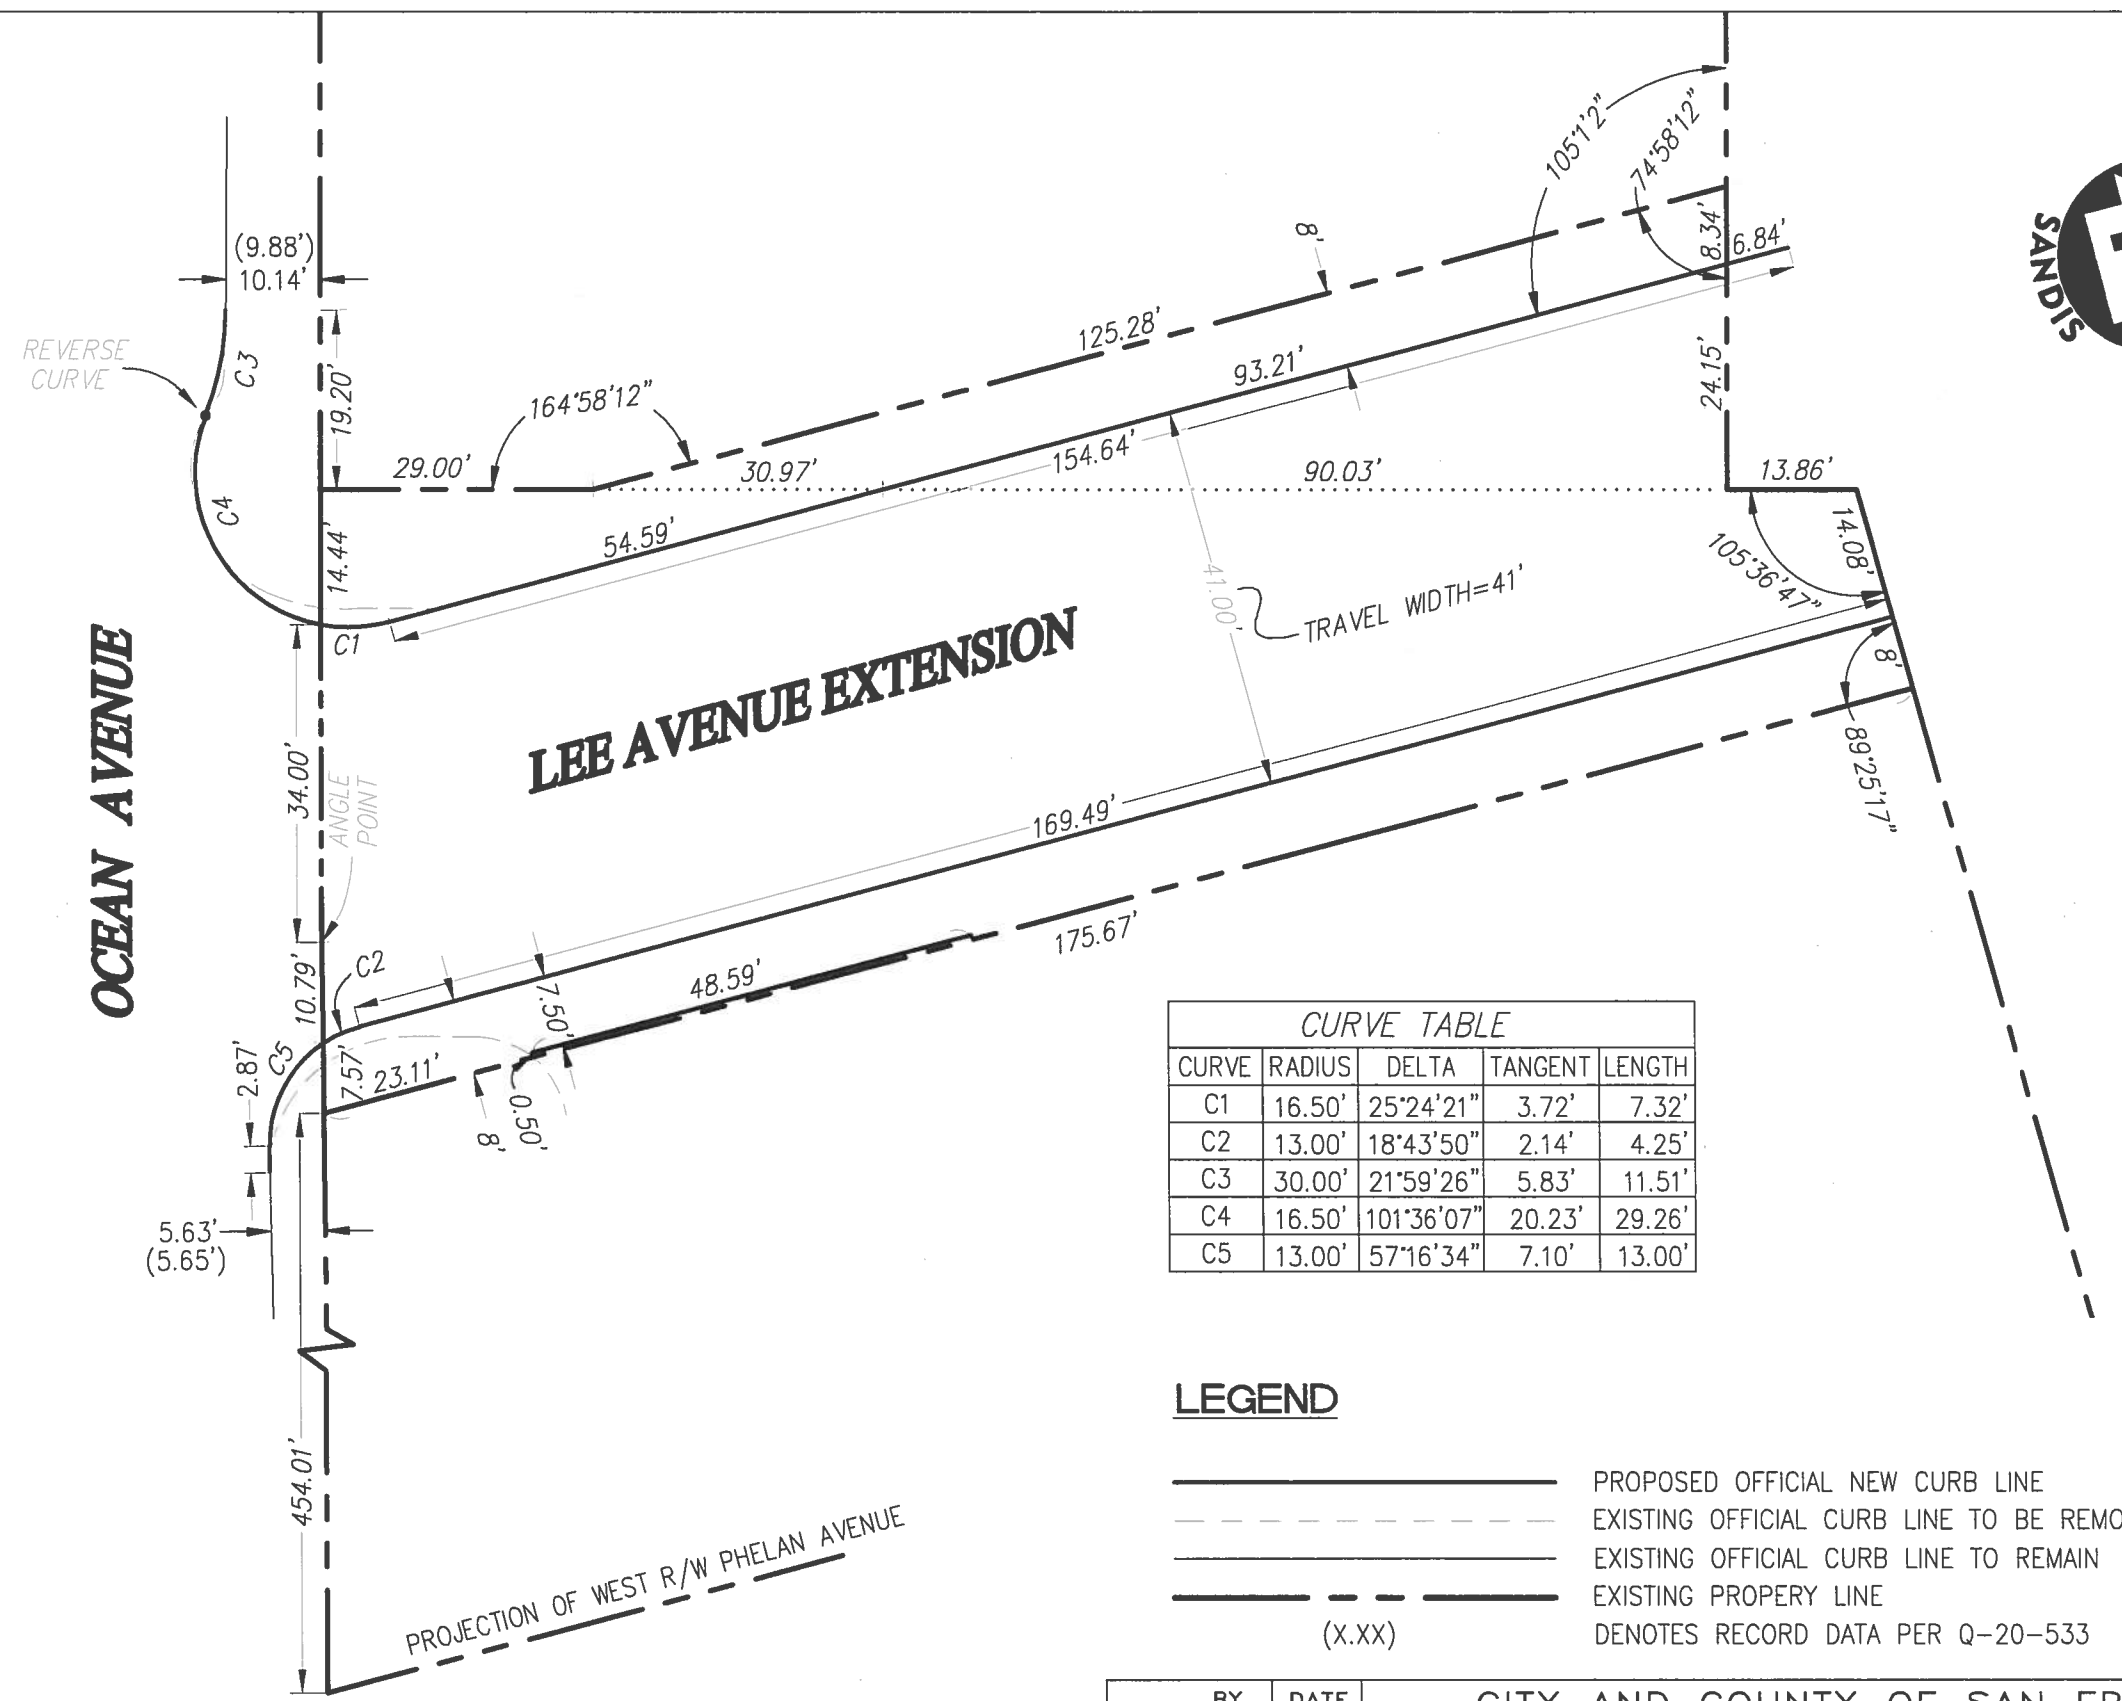 (9.88')
10.14'
REVERSE
CURVE
C3
C4
19.20'
29.00'
164°58'12"
30.97'
125.28'
93.21'
154.64'
90.03'
8'
105°1'2"
74°58'12"
8.34'
6.84'
24.15'
13.86'
14.08'
105°36'47"
8'
89°25'17"
SANDIS
14.44'
C1
54.59'
41.00'
TRAVEL WIDTH=41'
LEE AVENUE EXTENSION
OCEAN AVENUE
34.00'
ANGLE
POINT
169.49'
175.67'
10.79'
C2
C5
2.87'
7.57'
23.11'
7.50'
48.59'
8'
0.50'
5.63'
(5.65')
454.01'
PROJECTION OF WEST R/W PHELAN AVENUE
CURVE TABLE
CURVE RADIUS DELTA TANGENT LENGTH
C1 16.50' 25°24'21" 3.72' 7.32'
C2 13.00' 18°43'50" 2.14' 4.25'
C3 30.00' 21°59'26" 5.83' 11.51'
C4 16.50' 101°36'07" 20.23' 29.26'
C5 13.00' 57°16'34" 7.10' 13.00'
LEGEND
PROPOSED OFFICIAL NEW CURB LINE
EXISTING OFFICIAL CURB LINE TO BE REMO
EXISTING OFFICIAL CURB LINE TO REMAIN
EXISTING PROPERY LINE
(X.XX) DENOTES RECORD DATA PER Q-20-533
BY DATE CITY AND COUNTY OF SAN FR